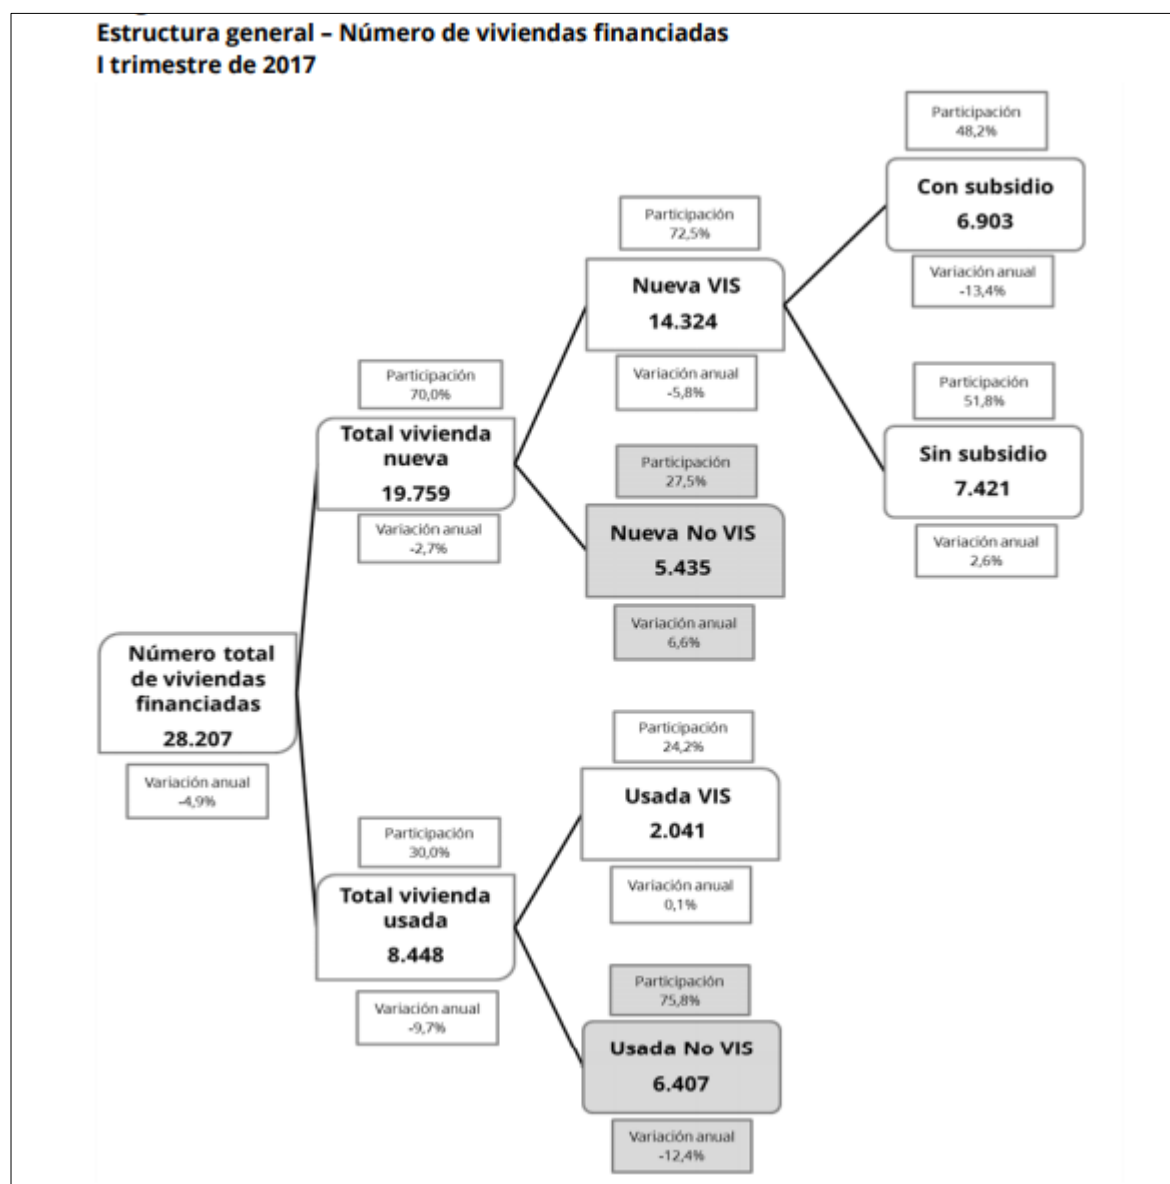 Estructura general – Número de viviendas financiadas
I trimestre de 2017
Participación
48,2%
Con subsidio
6.903
Variación anual
-13,4%
Participación
72,5%
Nueva VIS
14.324
Variación anual
-5,8%
Participación
51,8%
Sin subsidio
7.421
Variación anual
2,6%
Participación
70,0%
Total vivienda
nueva
19.759
Variación anual
-2,7%
Participación
27,5%
Nueva No VIS
5.435
Variación anual
6,6%
Número total
de viviendas
financiadas
28.207
Variación anual
-4,9%
Participación
24,2%
Usada VIS
2.041
Variación anual
0,1%
Participación
30,0%
Total vivienda
usada
8.448
Variación anual
-9,7%
Participación
75,8%
Usada No VIS
6.407
Variación anual
-12,4%